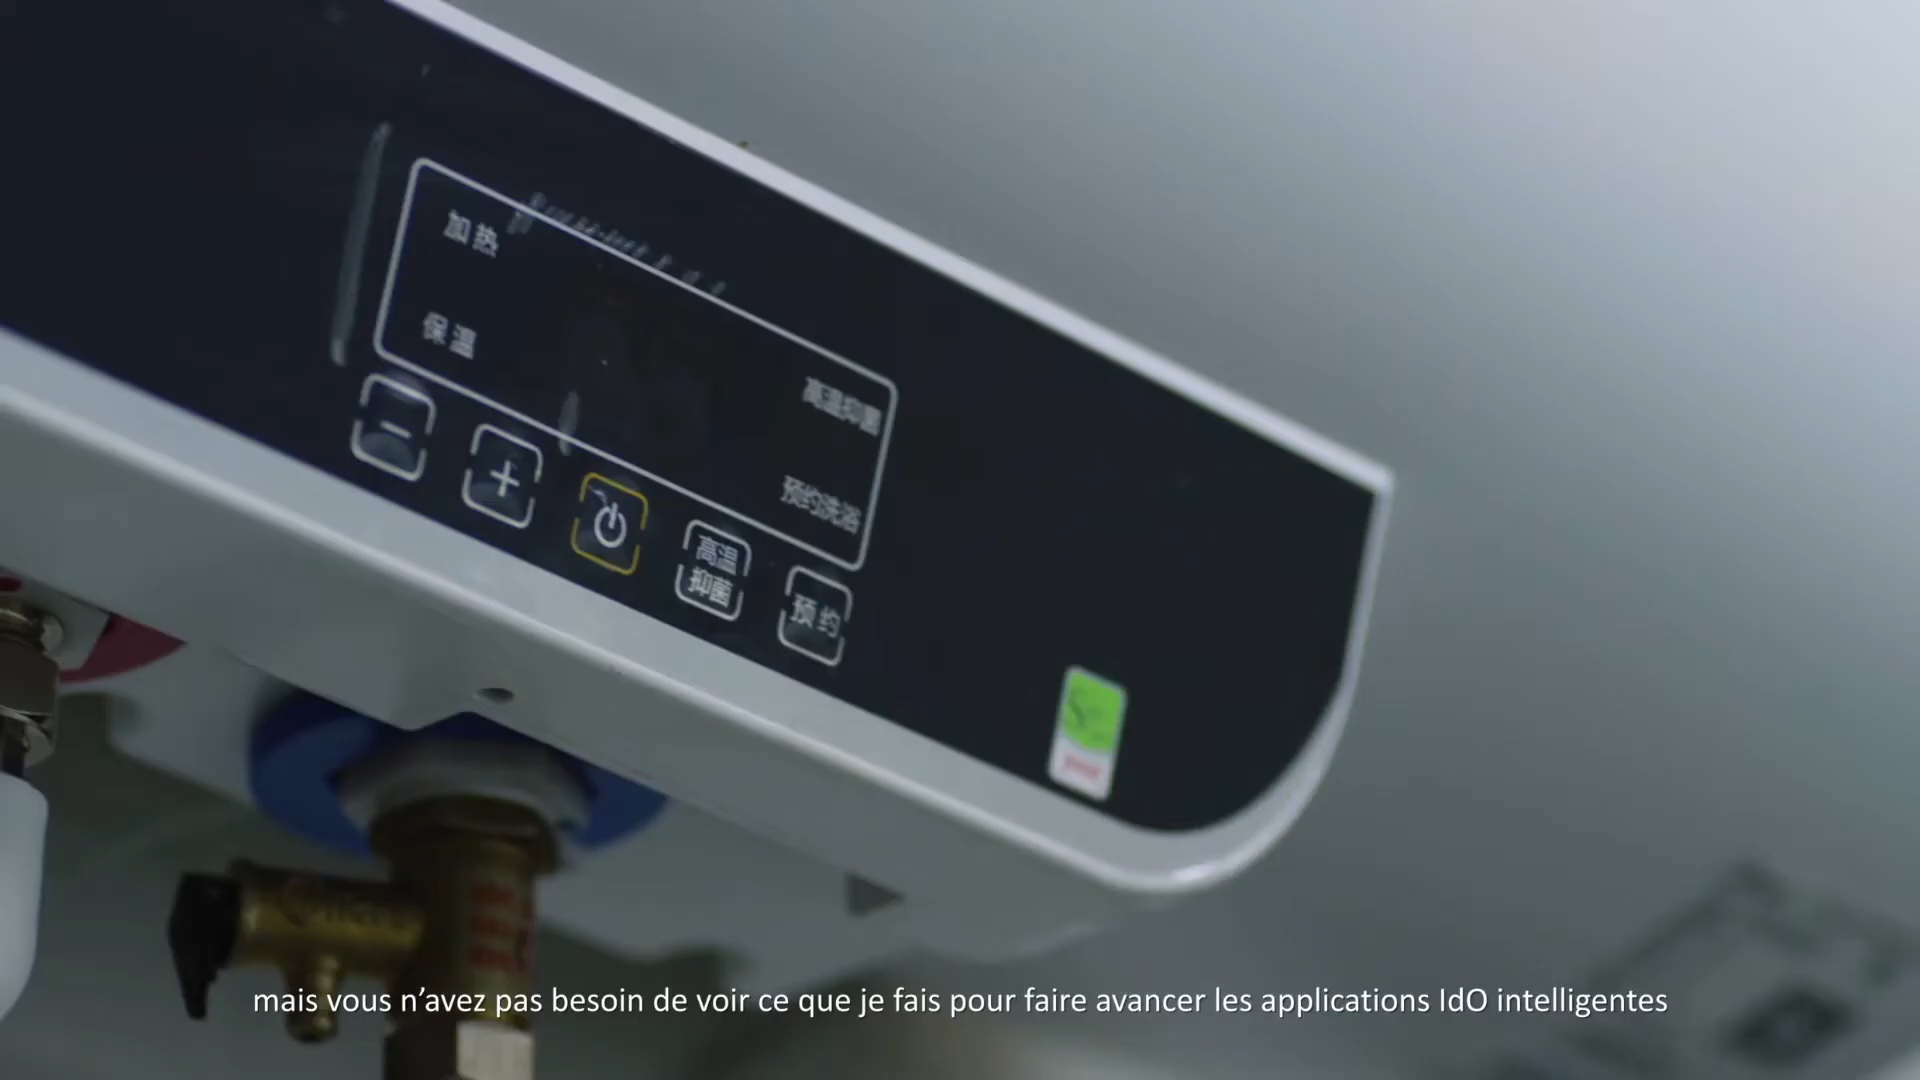 加热
保温
高温抑菌
预约洗浴
高温
抑菌
预约
mais vous n’avez pas besoin de voir ce que je fais pour faire avancer les applications IdO intelligentes